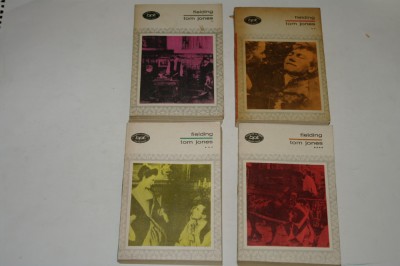 bpt
fielding
tom jones
bpt
fielding
tom jones
bpt
fielding
tom jones
***
bpt
fielding
tom jones
****